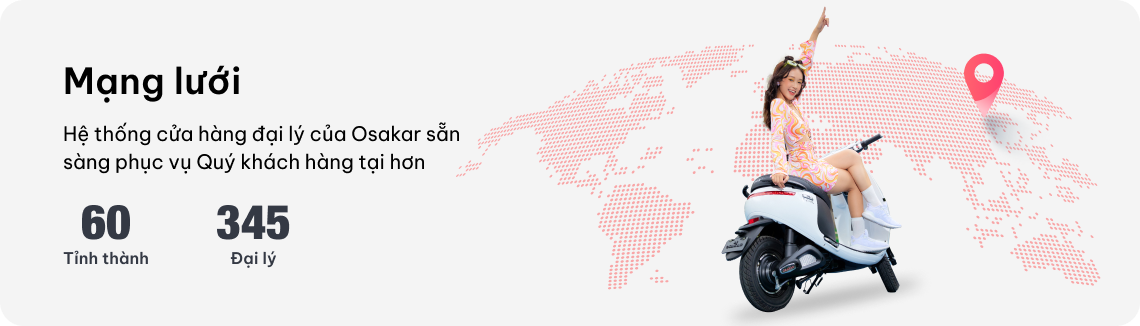 Mạng lưới
Hệ thống cửa hàng đại lý của Osakar sẵn
sàng phục vụ Quý khách hàng tại hơn
60
345
Tỉnh thành
Đại lý